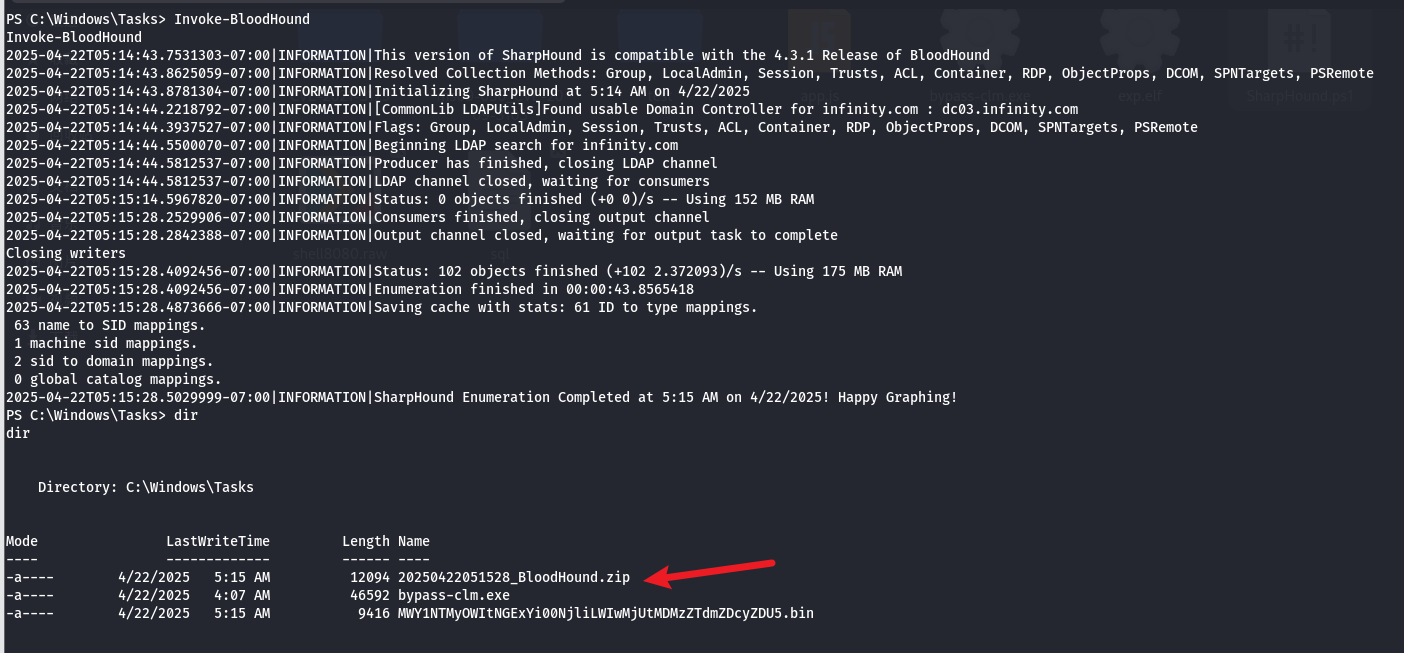 PS C:\Windows\Tasks> Invoke-BloodHound
Invoke-BloodHound
2025-04-22T05:14:43.7531303-07:00|INFORMATION|This version of SharpHound is compatible with the 4.3.1 Release of BloodHound
2025-04-22T05:14:43.8625059-07:00|INFORMATION|Resolved Collection Methods: Group, LocalAdmin, Session, Trusts, ACL, Container, RDP, ObjectProps, DCOM, SPNTargets, PSRemote
2025-04-22T05:14:43.8781304-07:00|INFORMATION|Initializing SharpHound at 5:14 AM on 4/22/2025
2025-04-22T05:14:44.2218792-07:00|INFORMATION|[CommonLib LDAPUtils]Found usable Domain Controller for infinity.com : dc03.infinity.com
2025-04-22T05:14:44.3937527-07:00|INFORMATION|Flags: Group, LocalAdmin, Session, Trusts, ACL, Container, RDP, ObjectProps, DCOM, SPNTargets, PSRemote
2025-04-22T05:14:44.5500070-07:00|INFORMATION|Beginning LDAP search for infinity.com
2025-04-22T05:14:44.5812537-07:00|INFORMATION|Producer has finished, closing LDAP channel
2025-04-22T05:14:44.5812537-07:00|INFORMATION|LDAP channel closed, waiting for consumers
2025-04-22T05:15:14.5967820-07:00|INFORMATION|Status: 0 objects finished (+0 0)/s -- Using 152 MB RAM
2025-04-22T05:15:28.2529906-07:00|INFORMATION|Consumers finished, closing output channel
2025-04-22T05:15:28.2842388-07:00|INFORMATION|Output channel closed, waiting for output task to complete
Closing writers
2025-04-22T05:15:28.4092456-07:00|INFORMATION|Status: 102 objects finished (+102 2.372093)/s -- Using 175 MB RAM
2025-04-22T05:15:28.4092456-07:00|INFORMATION|Enumeration finished in 00:00:43.8565418
2025-04-22T05:15:28.4873666-07:00|INFORMATION|Saving cache with stats: 61 ID to type mappings.
63 name to SID mappings.
1 machine sid mappings.
2 sid to domain mappings.
0 global catalog mappings.
2025-04-22T05:15:28.5029999-07:00|INFORMATION|SharpHound Enumeration Completed at 5:15 AM on 4/22/2025! Happy Graphing!
PS C:\Windows\Tasks> dir
dir
Directory: C:\Windows\Tasks
Mode LastWriteTime Length Name
---- ------------- ------ ----
-a---- 4/22/2025 5:15 AM 12094 20250422051528_BloodHound.zip
-a---- 4/22/2025 4:07 AM 46592 bypass-clm.exe
-a---- 4/22/2025 5:15 AM 9416 MWY1NTMyOWItNGExYi00NjliLWIwMjUtMDMzZTdmZDcyZDU5.bin